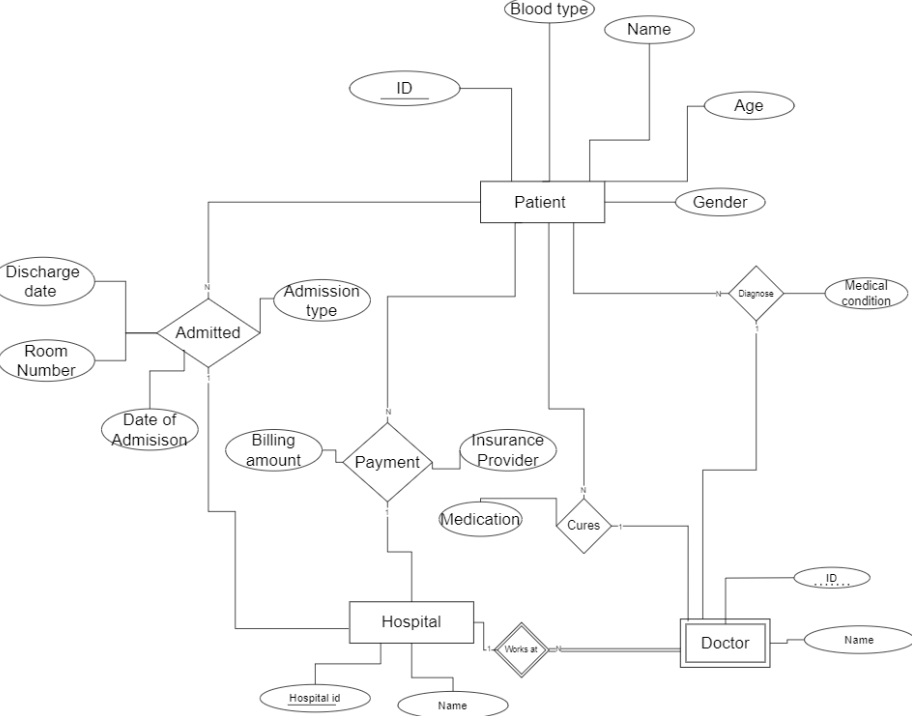 Blood type
Name
ID
Age
Patient
Gender
Discharge
date
Admission
type
Medical
condition
N
Diagnose
N
Admitted
1
Room
Number
1
Date of
Admisison
N
Billing
amount
Payment
Insurance
Provider
N
1
Medication
Cures
1
ID
Hospital
Works at
1
N
Doctor
Name
Hospital id
Name